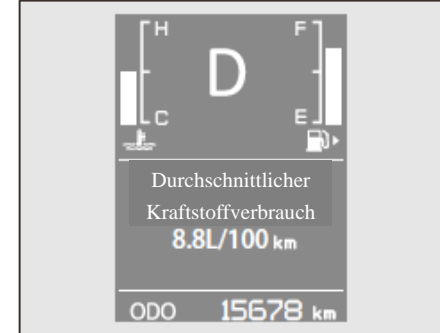 H F
D
C E
Durchschnittlicher
Kraftstoffverbrauch
8.8L/100 km
ODO 15678 km